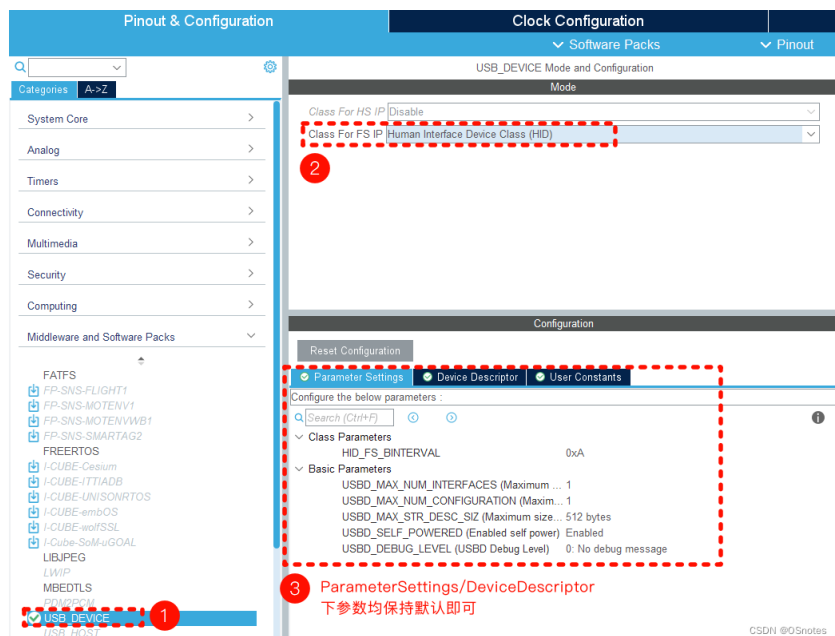 Pinout & Configuration
Clock Configuration
Software Packs
Pinout
USB_DEVICE Mode and Configuration
Categories
A->Z
Mode
System Core
Class For HS IP Disable
Class For FS IP Human Interface Device Class (HID)
Analog
2
Timers
Connectivity
Multimedia
Security
Computing
Configuration
Middleware and Software Packs
Reset Configuration
FATFS
Parameter Settings
Device Descriptor
User Constants
FP-SNS-FLIGHT1
Configure the below parameters :
FP-SNS-MOTENV1
Search (Ctrl+F)
FP-SNS-MOTENVWB1
FP-SNS-SMARTAG2
Class Parameters
FREERTOS
HID_FS_BINTERVAL 0xA
I-CUBE-Cesium
Basic Parameters
I-CUBE-ITTIADB
USBD_MAX_NUM_INTERFACES (Maximum ... 1
I-CUBE-UNISONRTOS
USBD_MAX_NUM_CONFIGURATION (Maxim... 1
I-CUBE-embOS
USBD_MAX_STR_DESC_SIZ (Maximum size... 512 bytes
I-CUBE-wolfSSL
USBD_SELF_POWERED (Enabled self power) Enabled
I-Cube-SoM-uGOAL
USBD_DEBUG_LEVEL (USBD Debug Level) 0: No debug message
LIBJPEG
LWIP
MBEDTLS
3 ParameterSettings/DeviceDescriptor
下参数均保持默认即可
PDM2PCM
USB_DEVICE
1
USB_HOST
CSDN @OSnotes